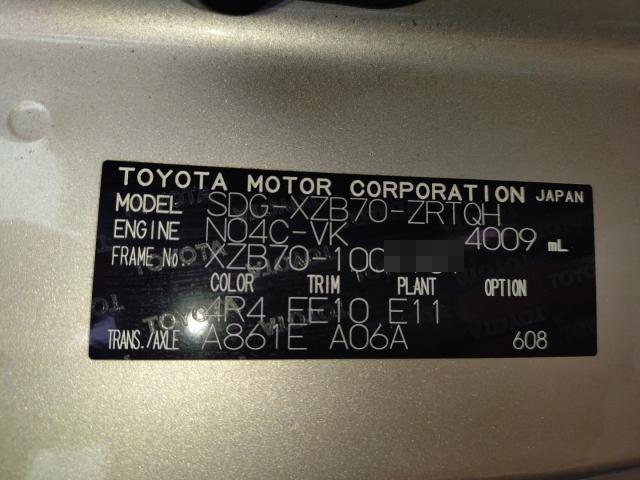 TOYOTA MOTOR CORPORATION JAPAN
MODEL SDG-XZB70-ZRTQH
ENGINE N04C-VK 4009 mL
FRAME No. XZB70-100
COLOR TRIM PLANT OPTION
4R4 EE10 E11
TRANS./AXLE A861E A06A 608